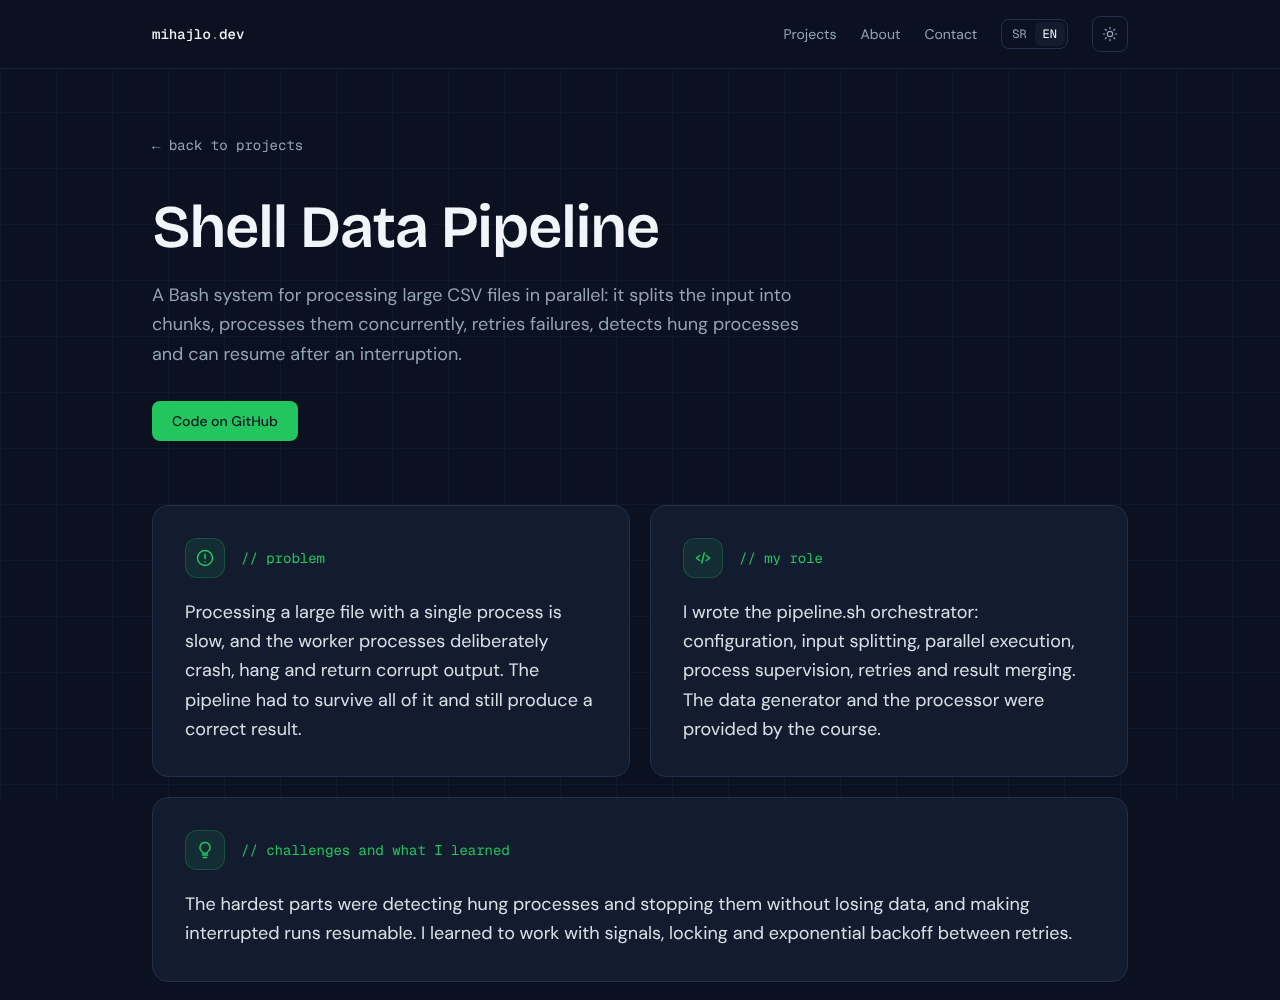 mihajlo.dev
Projects
About
Contact
SR
EN
← back to projects
Shell Data Pipeline
A Bash system for processing large CSV files in parallel: it splits the input into
chunks, processes them concurrently, retries failures, detects hung processes
and can resume after an interruption.
Code on GitHub
// problem
Processing a large file with a single process is
slow, and the worker processes deliberately
crash, hang and return corrupt output. The
pipeline had to survive all of it and still produce a
correct result.
// my role
I wrote the pipeline.sh orchestrator:
configuration, input splitting, parallel execution,
process supervision, retries and result merging.
The data generator and the processor were
provided by the course.
// challenges and what I learned
The hardest parts were detecting hung processes and stopping them without losing data, and making
interrupted runs resumable. I learned to work with signals, locking and exponential backoff between retries.